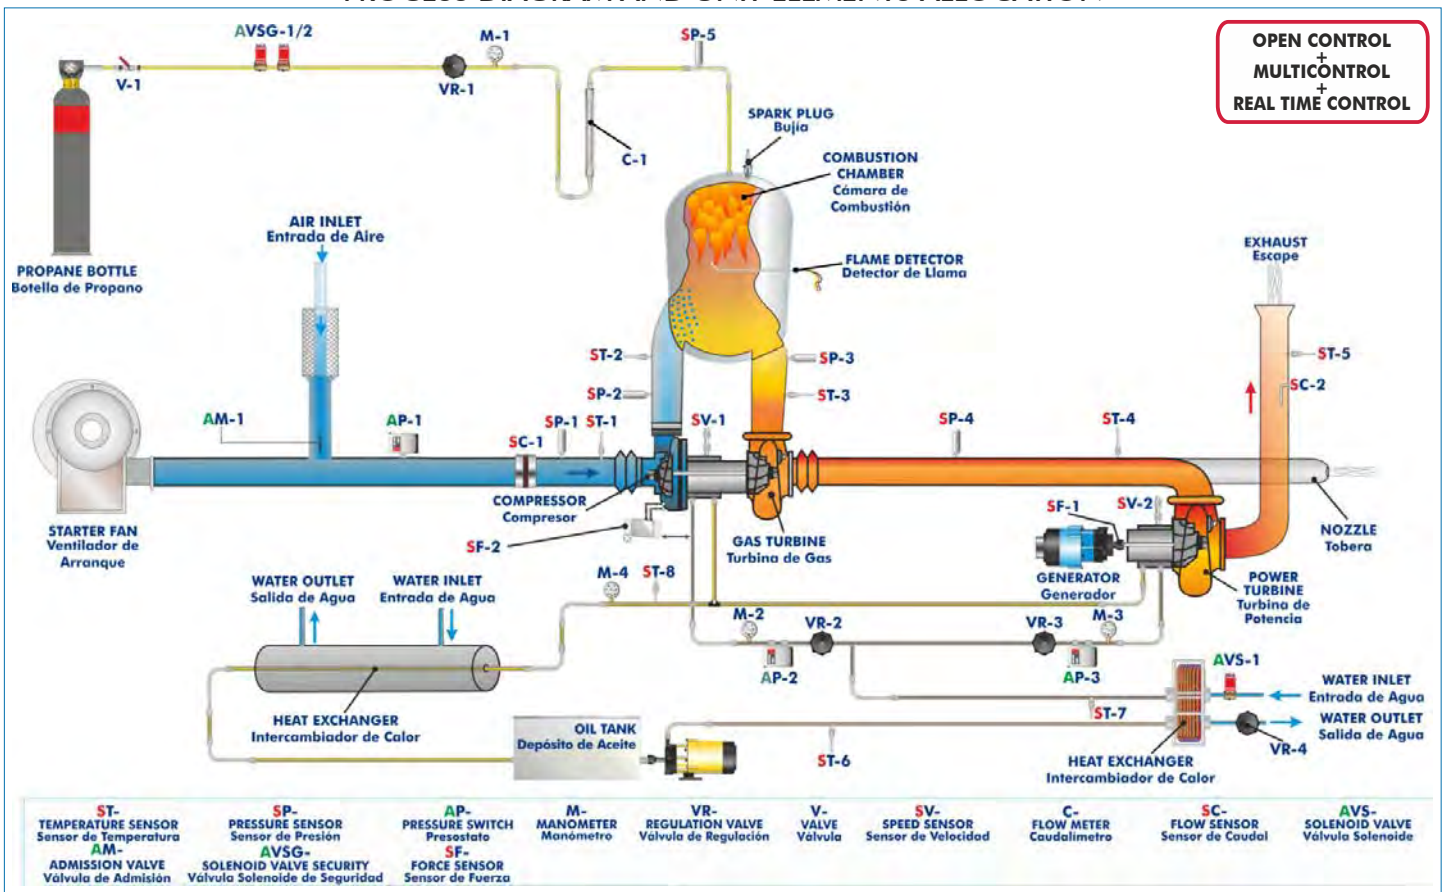 OPEN CONTROL
+
MULTICONTROL
+
REAL TIME CONTROL
AVSG-1/2
M-1
SP-5
V-1
VR-1
C-1
SPARK PLUG
Bujía
COMBUSTION
CHAMBER
Cámara de
Combustión
AIR INLET
Entrada de Aire
PROPANE BOTTLE
Botella de Propano
FLAME DETECTOR
Detector de Llama
EXHAUST
Escape
ST-2
SP-3
ST-5
SP-2
ST-3
SC-2
AM-1
AP-1
SP-1
ST-1
SV-1
SP-4
ST-4
SC-1
COMPRESSOR
Compresor
STARTER FAN
Ventilador de
Arranque
SF-2
GAS TURBINE
Turbina de Gas
SF-1
SV-2
NOZZLE
Tobera
GENERATOR
Generador
POWER
TURBINE
Turbina de
Potencia
WATER OUTLET
Salida de Agua
WATER INLET
Entrada de Agua
M-4
ST-8
M-2
VR-2
VR-3
M-3
AP-2
AP-3
AVS-1
WATER INLET
Entrada de Agua
ST-7
WATER OUTLET
Salida de Agua
VR-4
HEAT EXCHANGER
Intercambiador de Calor
OIL TANK
Depósito de Aceite
ST-6
HEAT EXCHANGER
Intercambiador de Calor
ST-
TEMPERATURE SENSOR
Sensor de Temperatura
SP-
PRESSURE SENSOR
Sensor de Presión
AP-
PRESSURE SWITCH
Presostato
M-
MANÓMETER
Manómetro
VR-
REGULATION VALVE
Válvula de Regulación
V-
VALVE
Válvula
SV-
SPEED SENSOR
Sensor de Velocidad
C-
FLOW METER
Caudalímetro
SC-
FLOW SENSOR
Sensor de Caudal
AVS-
SOLENOID VALVE
Válvula Solenoide
AM-
ADMISSION VALVE
Válvula de Admisión
AVSG-
SOLENOID VALVE SECURITY
Válvula Solenoide de Seguridad
SF-
FORCE SENSOR
Sensor de Fuerza